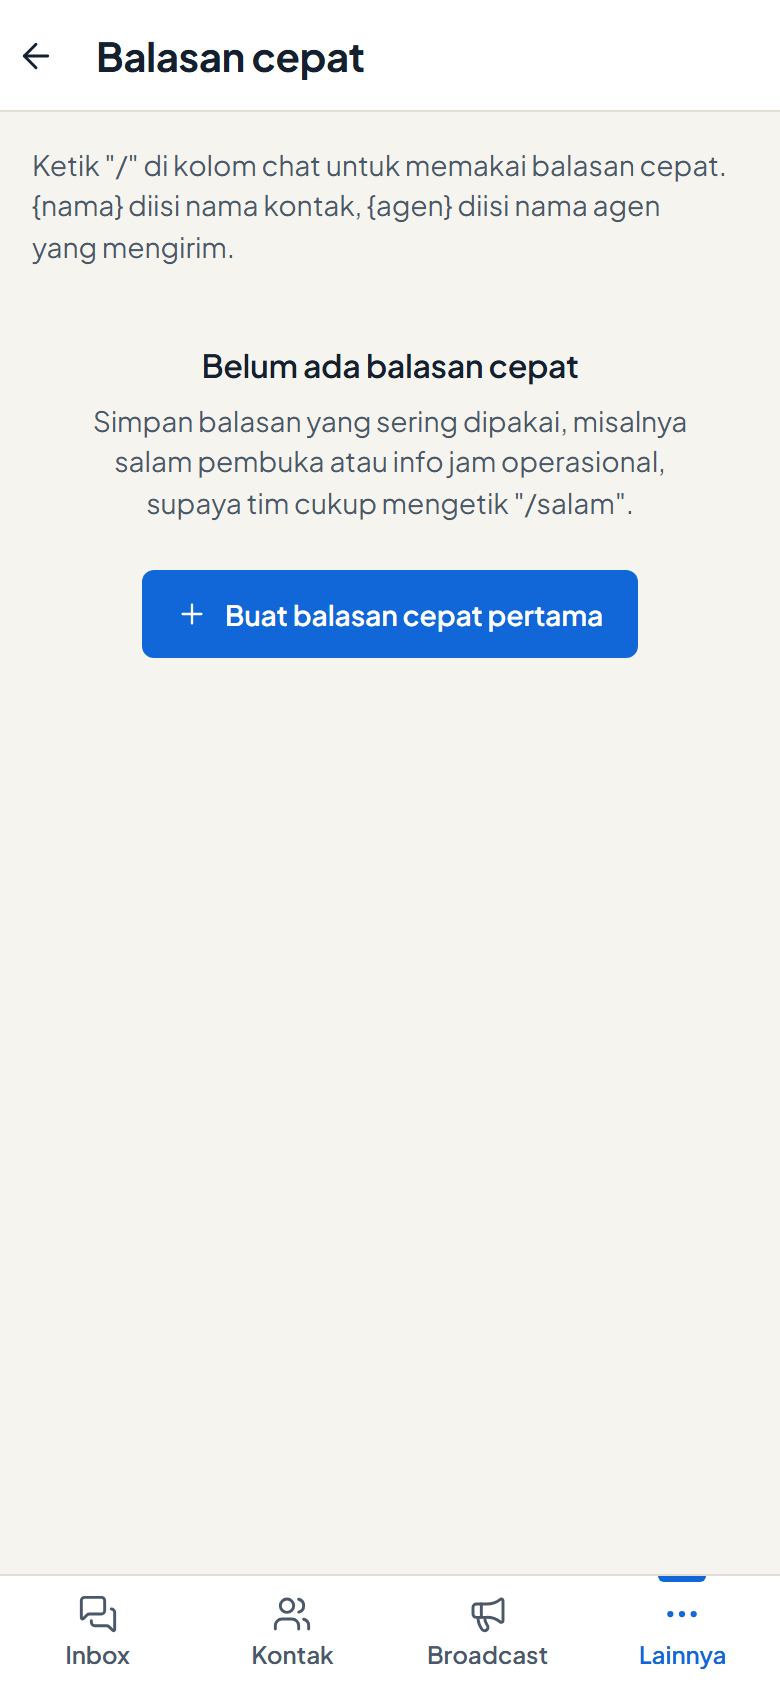 Balasan cepat
Ketik "/" di kolom chat untuk memakai balasan cepat.
{nama} diisi nama kontak, {agen} diisi nama agen
yang mengirim.
Belum ada balasan cepat
Simpan balasan yang sering dipakai, misalnya
salam pembuka atau info jam operasional,
supaya tim cukup mengetik "/salam".
Buat balasan cepat pertama
Inbox
Kontak
Broadcast
Lainnya